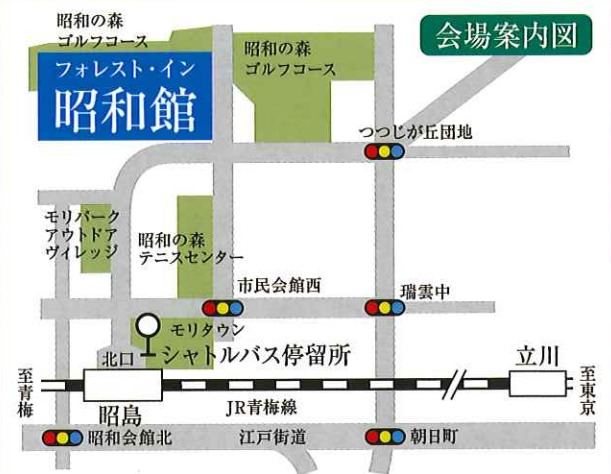 昭和の森
ゴルフコース
昭和の森
ゴルフコース
会場案内図
フォレスト・イン
昭和館
つつじが丘団地
モリパーク
アウトドア
ヴィレッジ
昭和の森
テニスセンター
市民会館西
瑞雲中
モリタウン
北口
シャトルバス停留所
立川
至青梅
至東京
昭島
JR青梅線
昭和会館北
江戸街道
朝日町